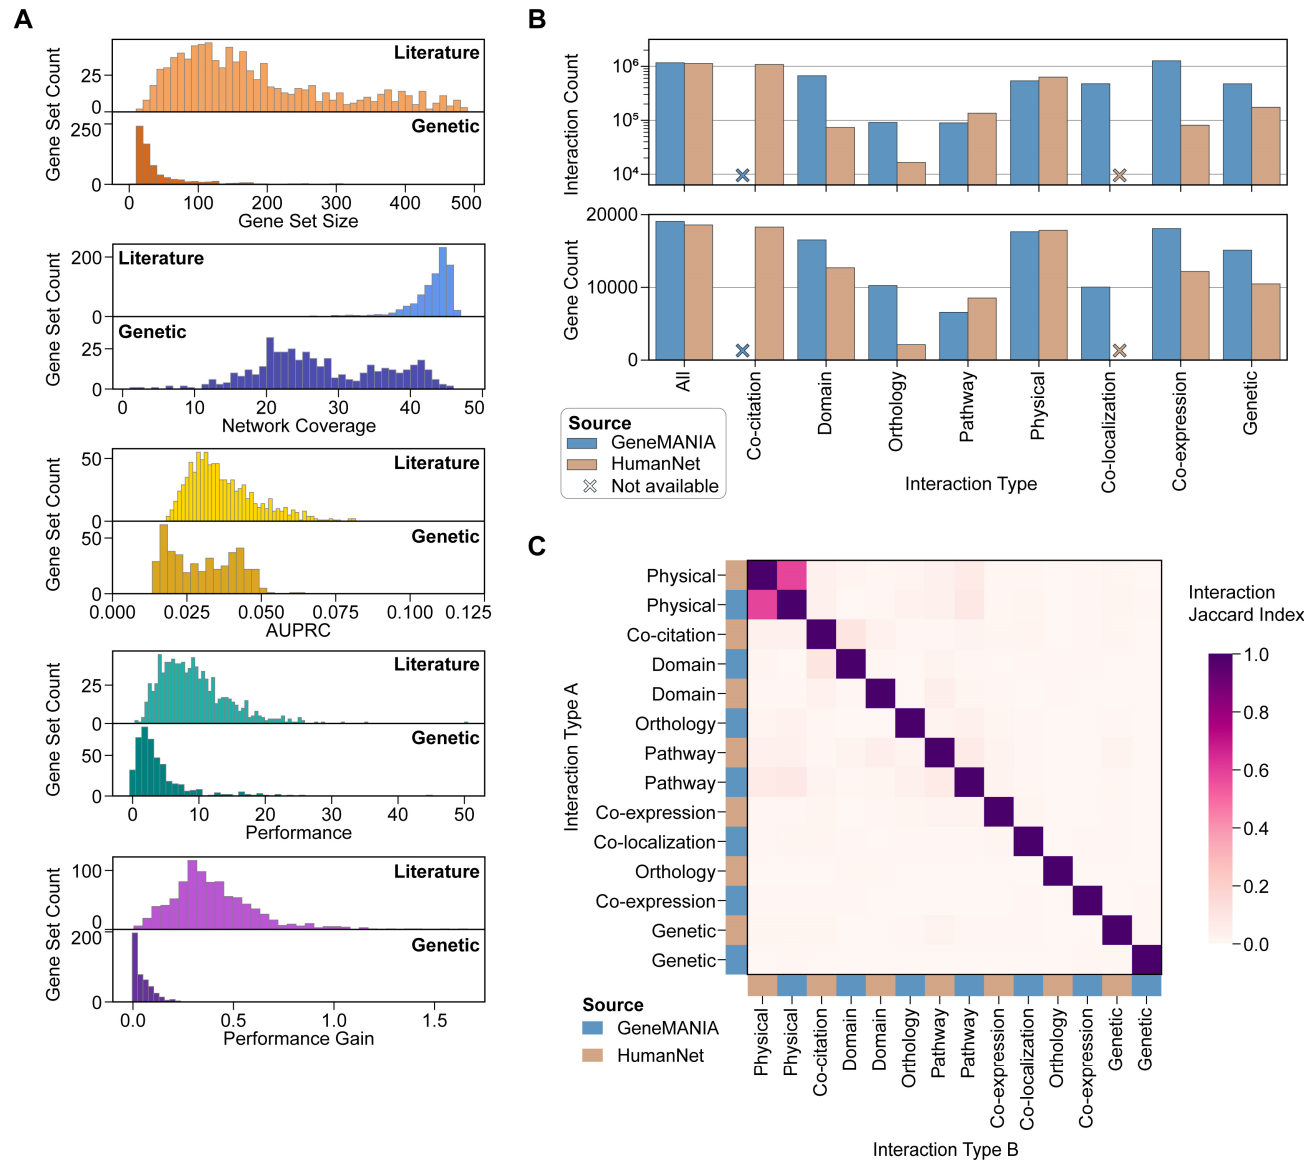 A
Gene Set Count
Literature
25
0
Gene Set Count
Genetic
250
0
0 100 200 300 400 500
Gene Set Size
Gene Set Count
Literature
200
0
Genetic
25
0
0 10 20 30 40 50
Network Coverage
Gene Set Count
Literature
50
0
Genetic
50
0
0.000 0.025 0.050 0.075 0.100 0.125
AUPRC
Gene Set Count
Literature
25
0
Genetic
50
0
0 10 20 30 40 50
Performance
Gene Set Count
Literature
100
0
Genetic
200
0
0.0 0.5 1.0 1.5
Performance Gain
B
Interaction Count
10⁶
10⁵
10⁴
Gene Count
20000
10000
0
All
Co-citation
Domain
Orthology
Pathway
Physical
Co-localization
Co-expression
Genetic
Interaction Type
Source
GeneMANIA
HumanNet
Not available
C
Interaction Type A
Physical
Physical
Co-citation
Domain
Domain
Orthology
Pathway
Pathway
Co-expression
Co-localization
Orthology
Co-expression
Genetic
Genetic
Interaction
Jaccard Index
1.0
0.8
0.6
0.4
0.2
0.0
Source
GeneMANIA
HumanNet
Physical
Physical
Co-citation
Domain
Domain
Orthology
Pathway
Pathway
Co-expression
Co-localization
Orthology
Co-expression
Genetic
Genetic
Interaction Type B